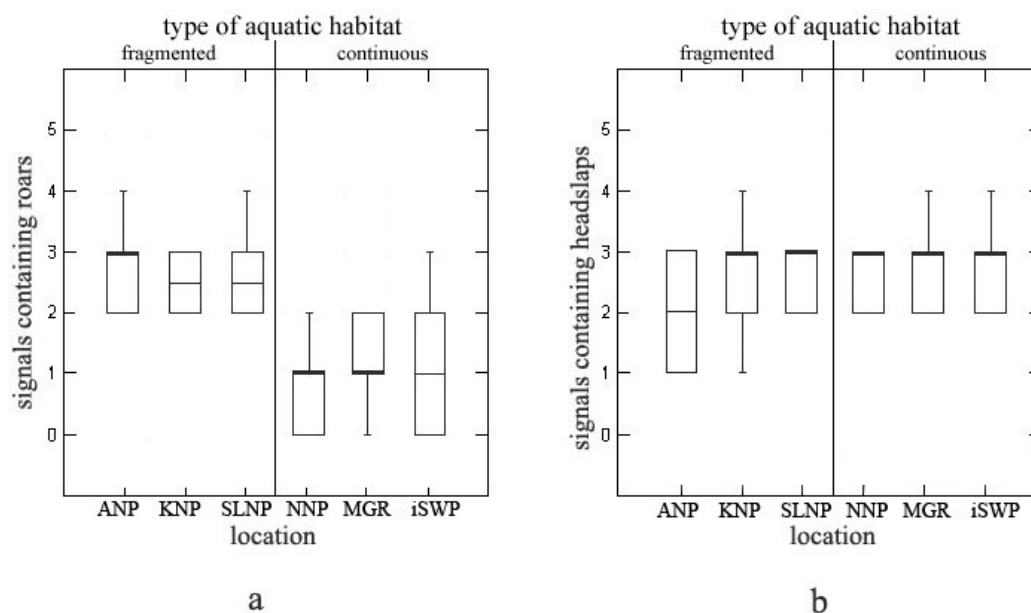 type of aquatic habitat
fragmented continuous
signals containing roars
5
4
3
2
1
0
ANP KNP SLNP NNP MGR iSWP
location
a
type of aquatic habitat
fragmented continuous
signals containing headslaps
5
4
3
2
1
0
ANP KNP SLNP NNP MGR iSWP
location
b